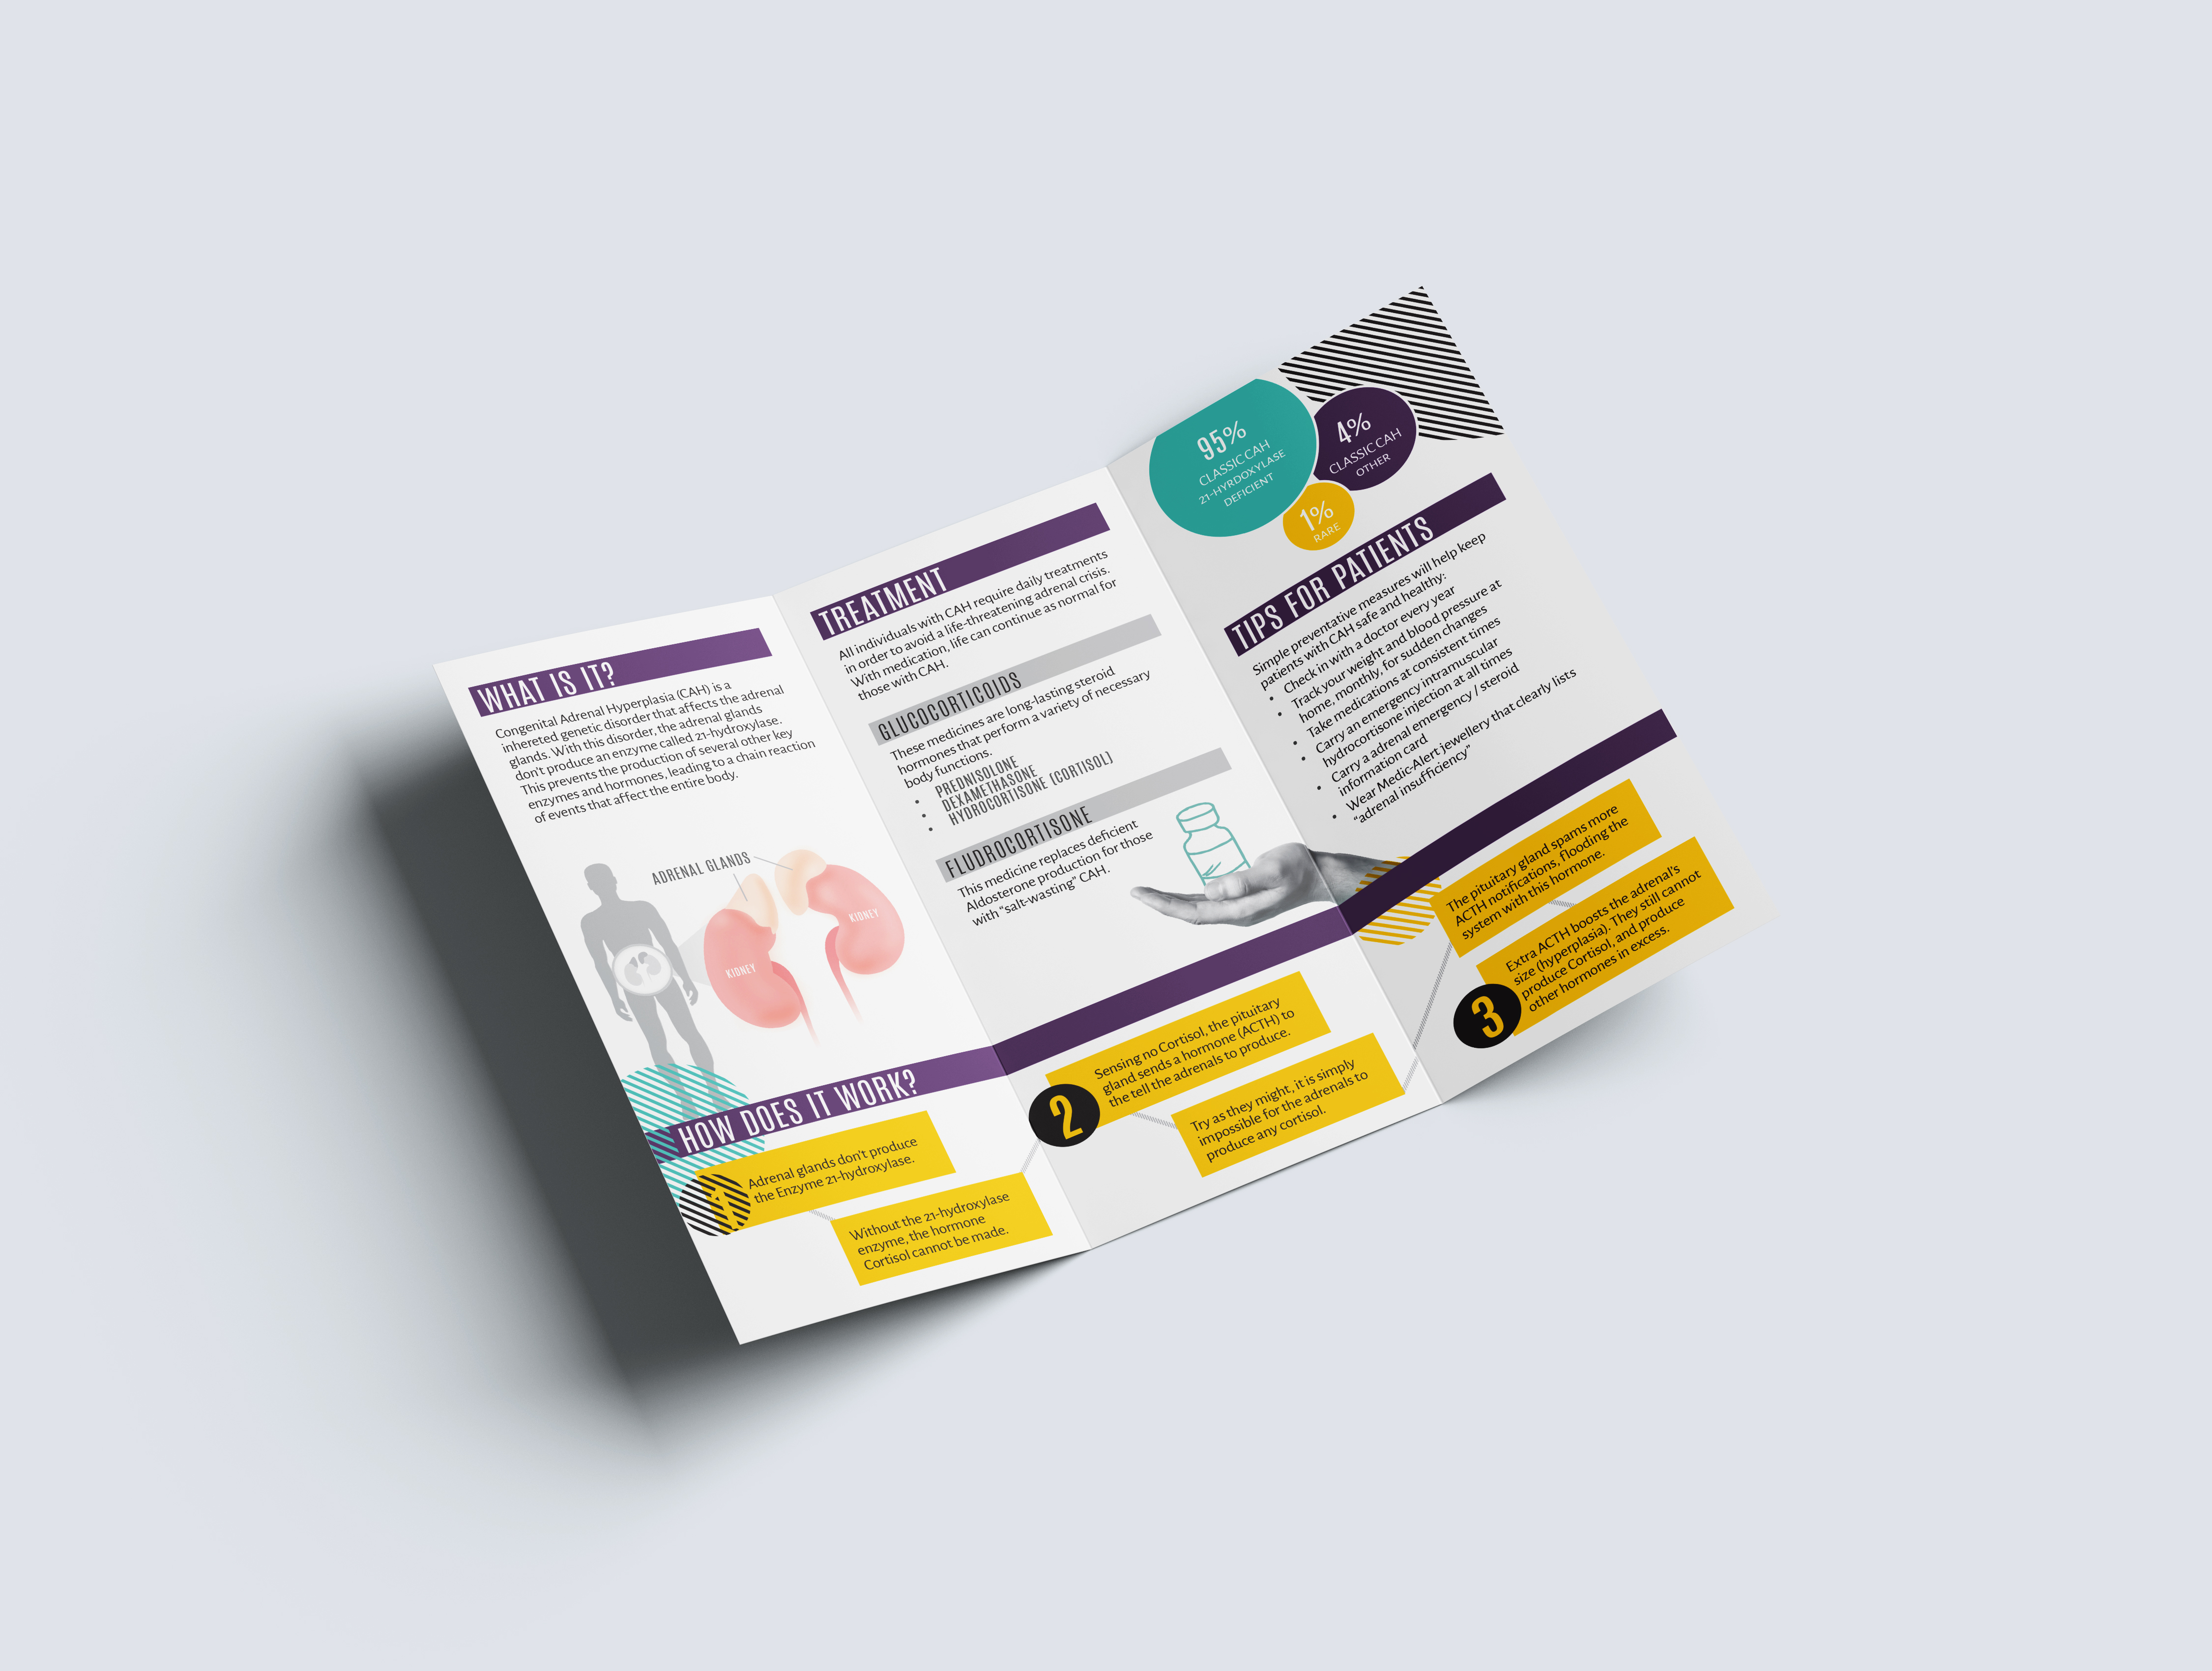 WHAT IS IT?
Congenital Adrenal Hyperplasia (CAH) is a
inhereted genetic disorder that affects the adrenal
glands. With this disorder, the adrenal glands
don't produce an enzyme called 21-hydroxylase.
This prevents the production of several other key
enzymes and hormones, leading to a chain reaction
of events that affect the entire body.
ADRENAL GLANDS
KIDNEY
KIDNEY
TREATMENT
All individuals with CAH require daily treatments
in order to avoid a life-threatening adrenal crisis.
With medication, life can continue as normal for
those with CAH.
GLUCOCORTICOIDS
These medicines are long-lasting steroid
hormones that perform a variety of necessary
body functions.
• PREDNISOLONE
• DEXAMETHASONE
• HYDROCORTISONE (CORTISOL)
FLUDROCORTISONE
This medicine replaces deficient
Aldosterone production for those
with “salt-wasting” CAH.
95%
CLASSIC CAH
21-HYRDOXYLASE
DEFICIENT
4%
CLASSIC CAH
OTHER
1%
RARE
TIPS FOR PATIENTS
Simple preventative measures will help keep
patients with CAH safe and healthy:
• Check in with a doctor every year
• Track your weight and blood pressure at
home, monthly, for sudden changes
• Take medications at consistent times
• Carry an emergency intramuscular
hydrocortisone injection at all times
• Carry a adrenal emergency / steroid
information card
• Wear Medic-Alert jewellery that clearly lists
“adrenal insufficiency”
HOW DOES IT WORK?
1
Adrenal glands don't produce
the Enzyme 21-hydroxylase.
Without the 21-hydroxylase
enzyme, the hormone
Cortisol cannot be made.
2
Sensing no Cortisol, the pituitary
gland sends a hormone (ACTH) to
the tell the adrenals to produce.
Try as they might, it is simply
impossible for the adrenals to
produce any cortisol.
The pituitary gland spams more
ACTH notifications, flooding the
system with this hormone.
3
Extra ACTH boosts the adrenal's
size (hyperplasia). They still cannot
produce Cortisol, and produce
other hormones in excess.